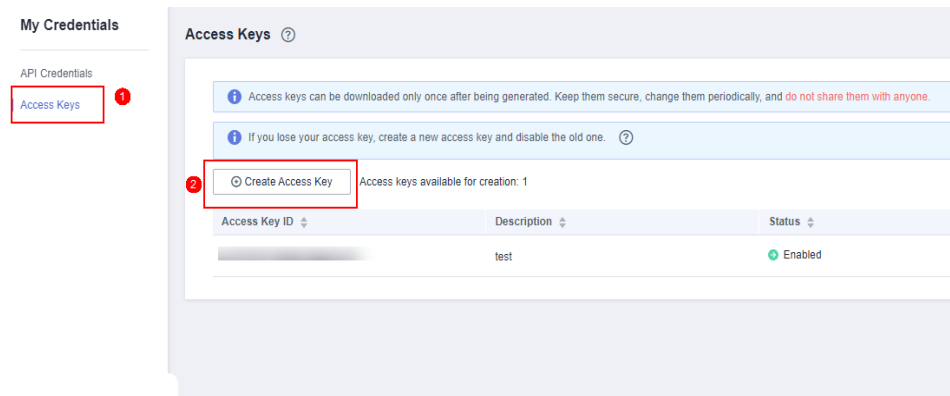 My Credentials
API Credentials
Access Keys
1
Access Keys ?
Access keys can be downloaded only once after being generated. Keep them secure, change them periodically, and do not share them with anyone.
If you lose your access key, create a new access key and disable the old one. ?
2
Create Access Key
Access keys available for creation: 1
Access Key ID Description Status
test Enabled